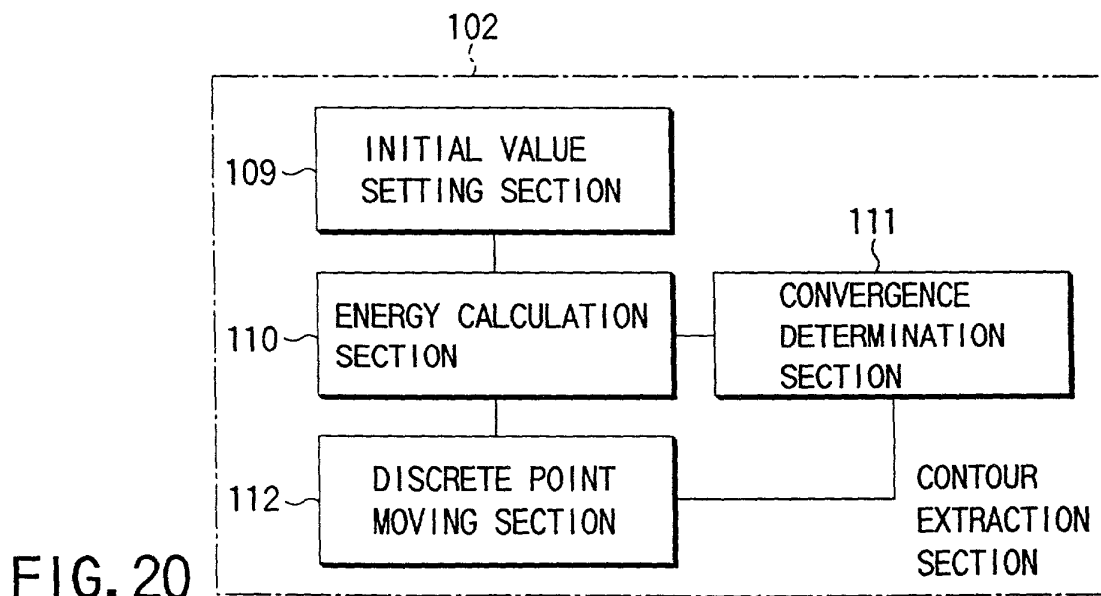 102
109
INITIAL VALUE
SETTING SECTION
111
110
ENERGY CALCULATION
SECTION
CONVERGENCE
DETERMINATION
SECTION
112
DISCRETE POINT
MOVING SECTION
CONTOUR
EXTRACTION
SECTION
FIG. 20